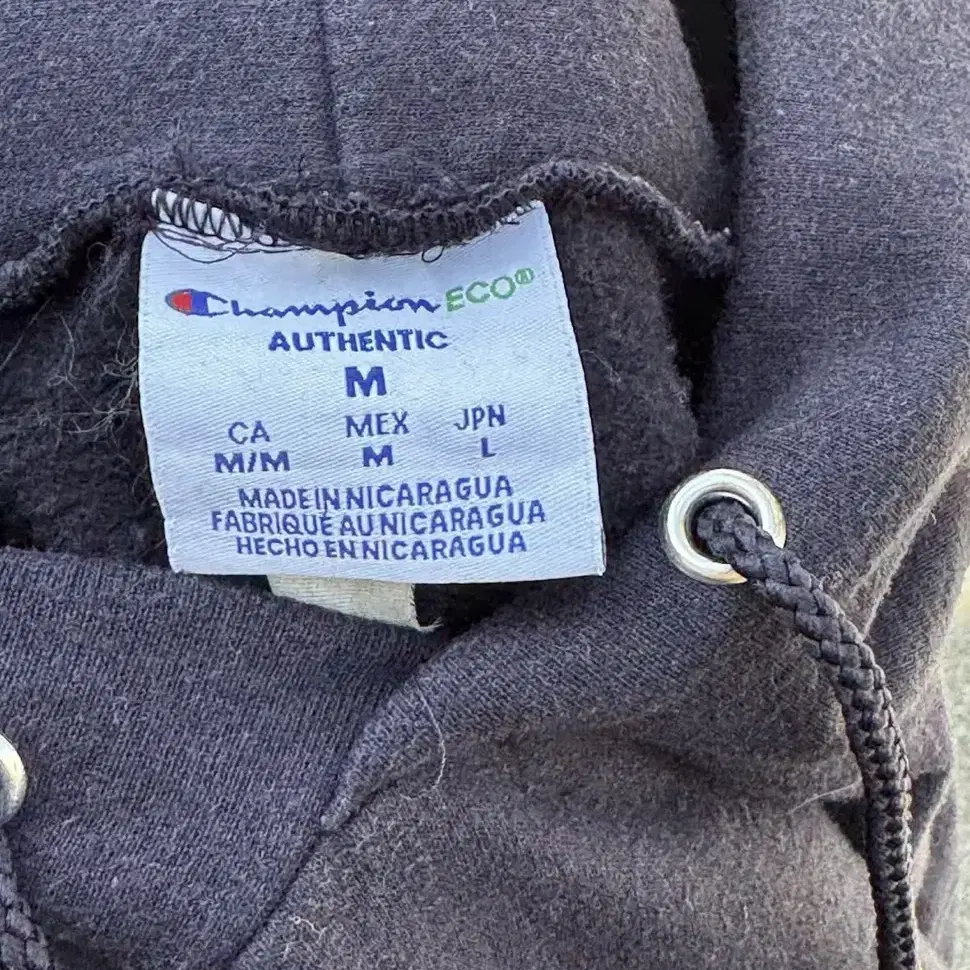 Champion ECO®
AUTHENTIC
M
CA MEX JPN
M/M M L
MADE IN NICARAGUA
FABRIQUÉ AU NICARAGUA
HECHO EN NICARAGUA